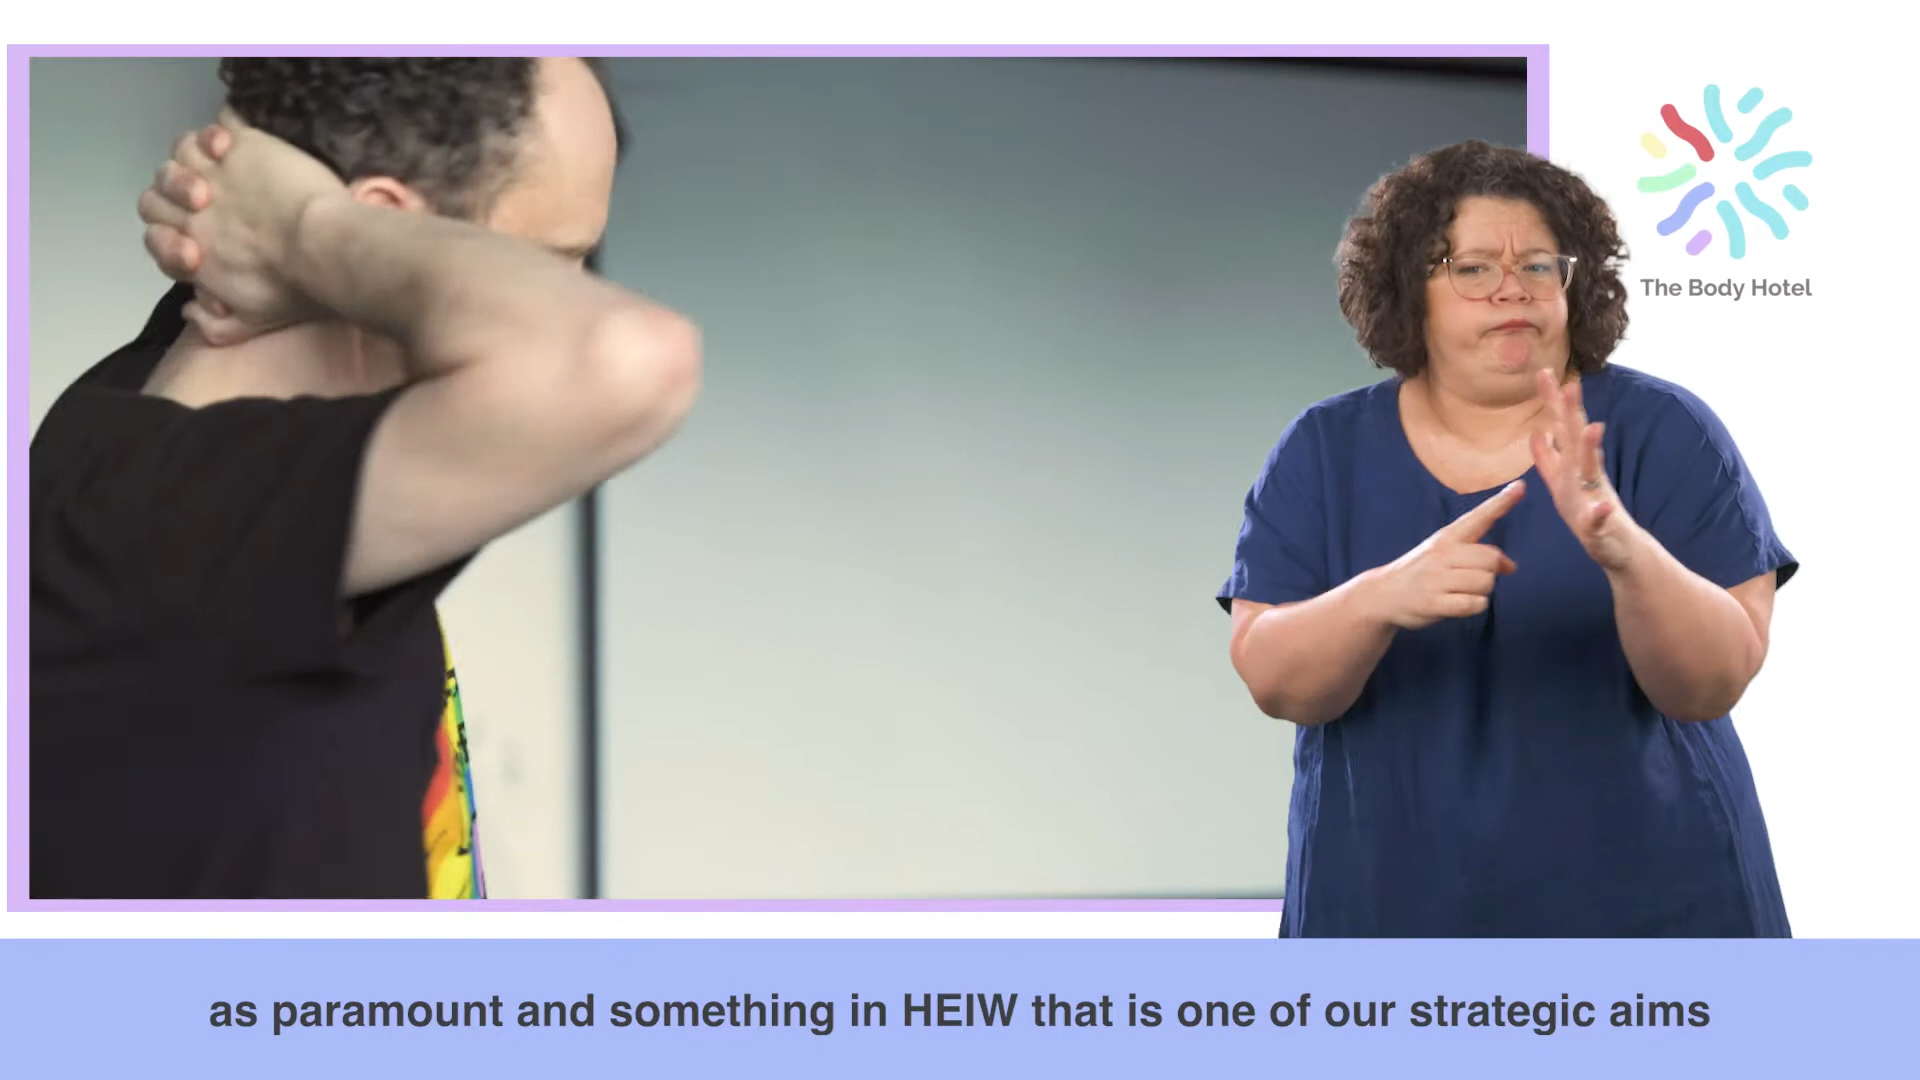 The Body Hotel
as paramount and something in HEIW that is one of our strategic aims